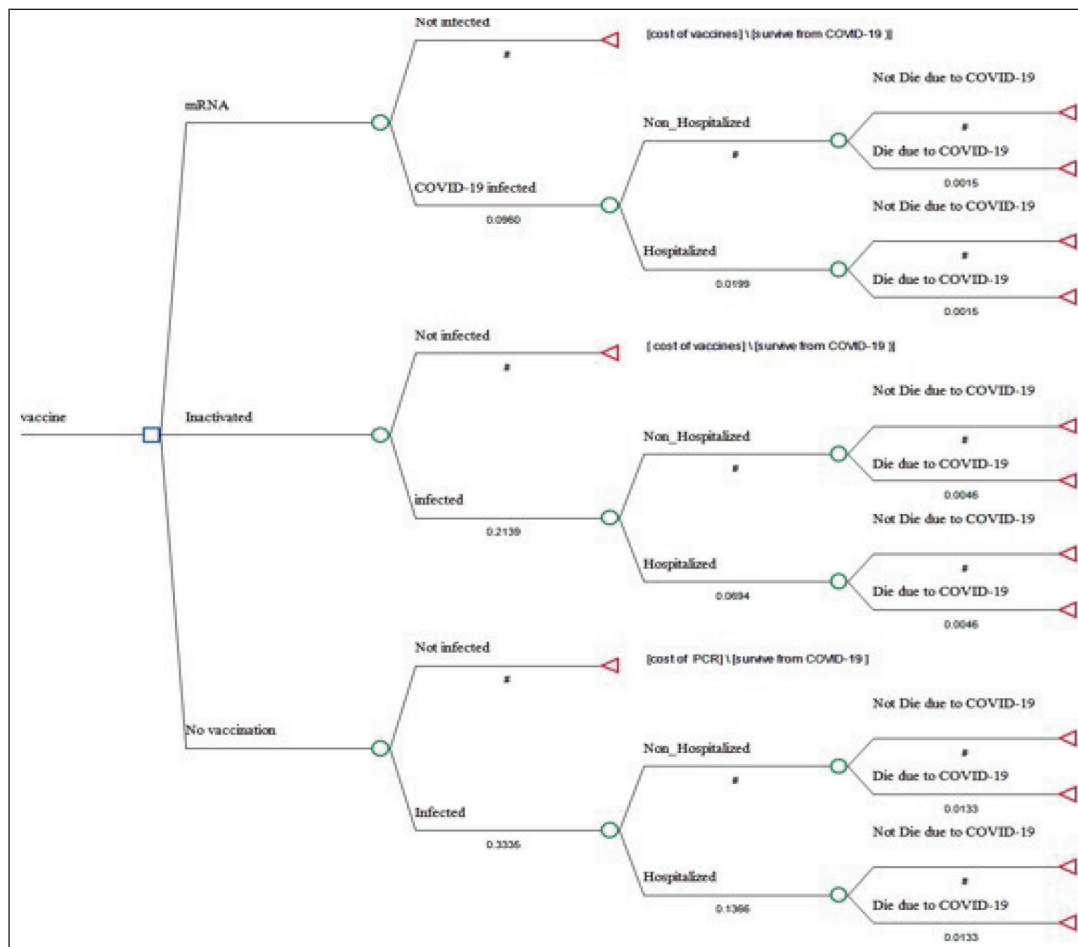 Not infected
#
[cost of vaccines] \ [survive from COVID-19 )]
Not Die due to COVID-19
mRNA
Non_Hospitalized
#
#
Die due to COVID-19
0.0015
COVID-19 infected
0.0960
Not Die due to COVID-19
Hospitalized
0.0199
#
Die due to COVID-19
0.0015
Not infected
#
[ cost of vaccines] \ [survive from COVID-19 )]
Not Die due to COVID-19
vaccine
Inactivated
Non_Hospitalized
#
#
Die due to COVID-19
0.0046
infected
0.2139
Not Die due to COVID-19
Hospitalized
0.0694
#
Die due to COVID-19
0.0046
Not infected
#
[cost of PCR] \ [survive from COVID-19 ]
Not Die due to COVID-19
No vaccination
Non_Hospitalized
#
#
Die due to COVID-19
0.0133
Infected
0.3336
Not Die due to COVID-19
Hospitalized
0.1366
#
Die due to COVID-19
0.0133